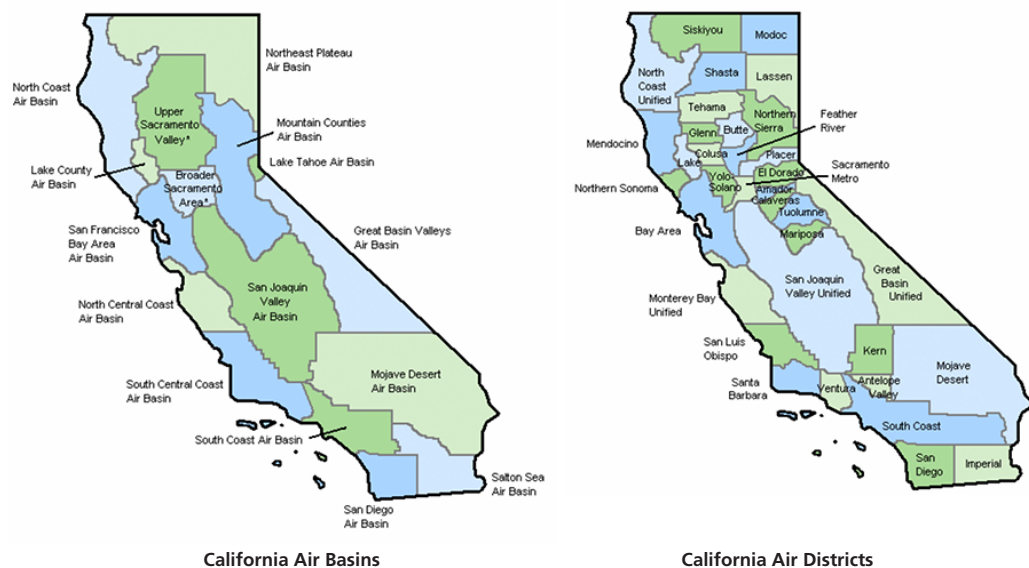 Northeast Plateau
Air Basin
North Coast
Air Basin
Upper
Sacramento
Valley*
Mountain Counties
Air Basin
Lake Tahoe Air Basin
Lake County
Air Basin
Broader
Sacramento
Area*
San Francisco
Bay Area
Air Basin
Great Basin Valleys
Air Basin
San Joaquin
Valley
Air Basin
North Central Coast
Air Basin
Mojave Desert
Air Basin
South Central Coast
Air Basin
South Coast Air Basin
Salton Sea
Air Basin
San Diego
Air Basin
California Air Basins
Siskiyou
Modoc
North
Coast
Unified
Shasta
Lassen
Tehama
Northern
Sierra
Feather
River
Glenn
Butte
Mendocino
Colusa
Lake
Placer
Sacramento
Metro
Yolo-
Solano
El Dorado
Northern Sonoma
Amador
Calaveras
Tuolumne
Bay Area
Mariposa
San Joaquin
Valley Unified
Great
Basin
Unified
Monterey Bay
Unified
San Luis
Obispo
Kern
Mojave
Desert
Santa
Barbara
Ventura
Antelope
Valley
South Coast
San
Diego
Imperial
California Air Districts